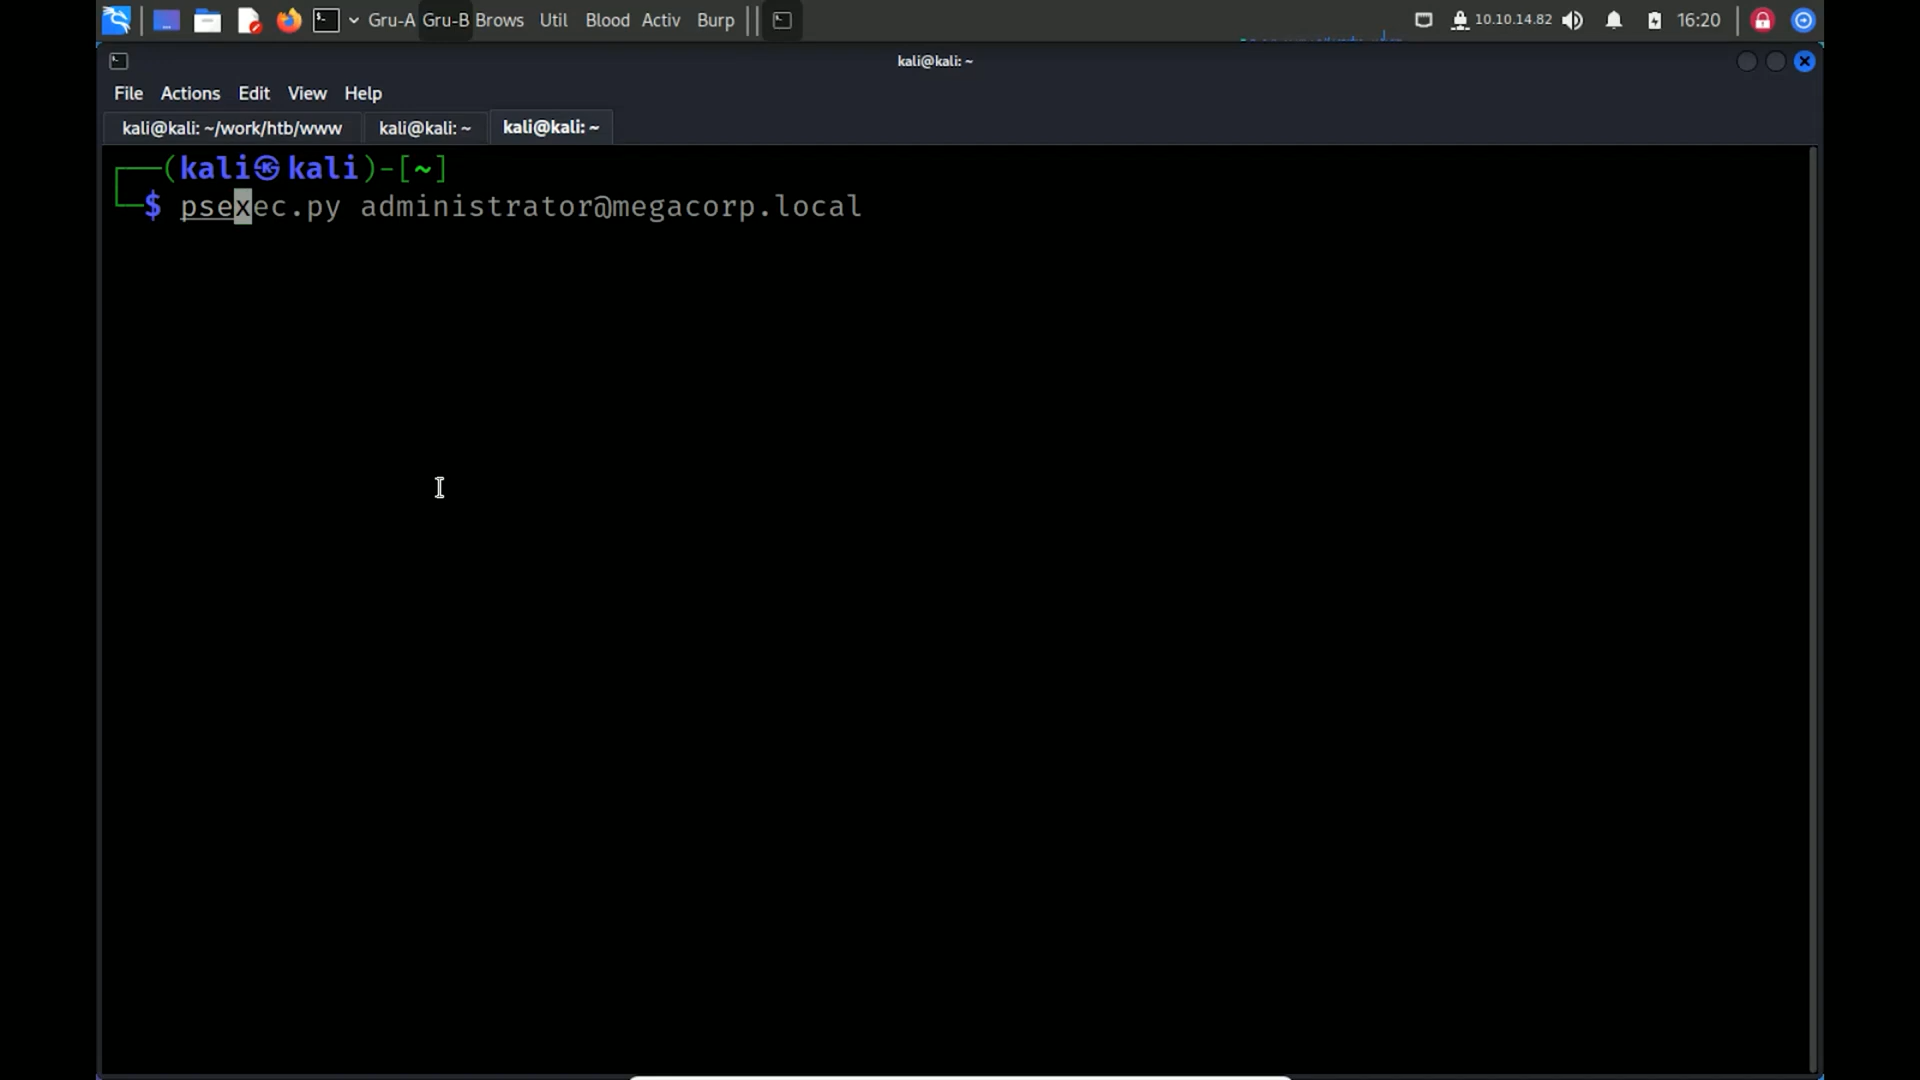 Gru-A Gru-B Brows Util Blood Activ Burp 10.10.14.82 16:20
kali@kali: ~
File Actions Edit View Help
kali@kali: ~/work/htb/www kali@kali: ~ kali@kali: ~
┌──(kali㉿kali)-[~]
└─$ psexec.py administrator@megacorp.local